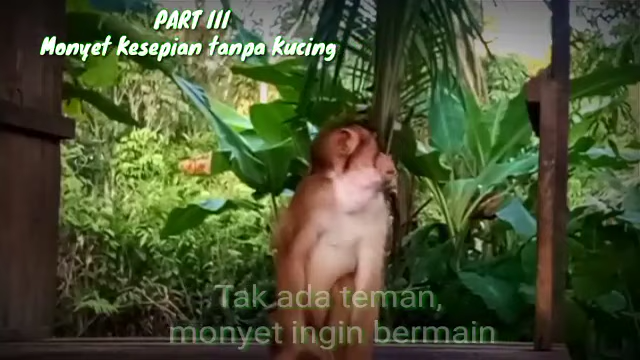 PART III
Monyet Kesepian tanpa Kucing
Tak ada teman,
monyet ingin bermain